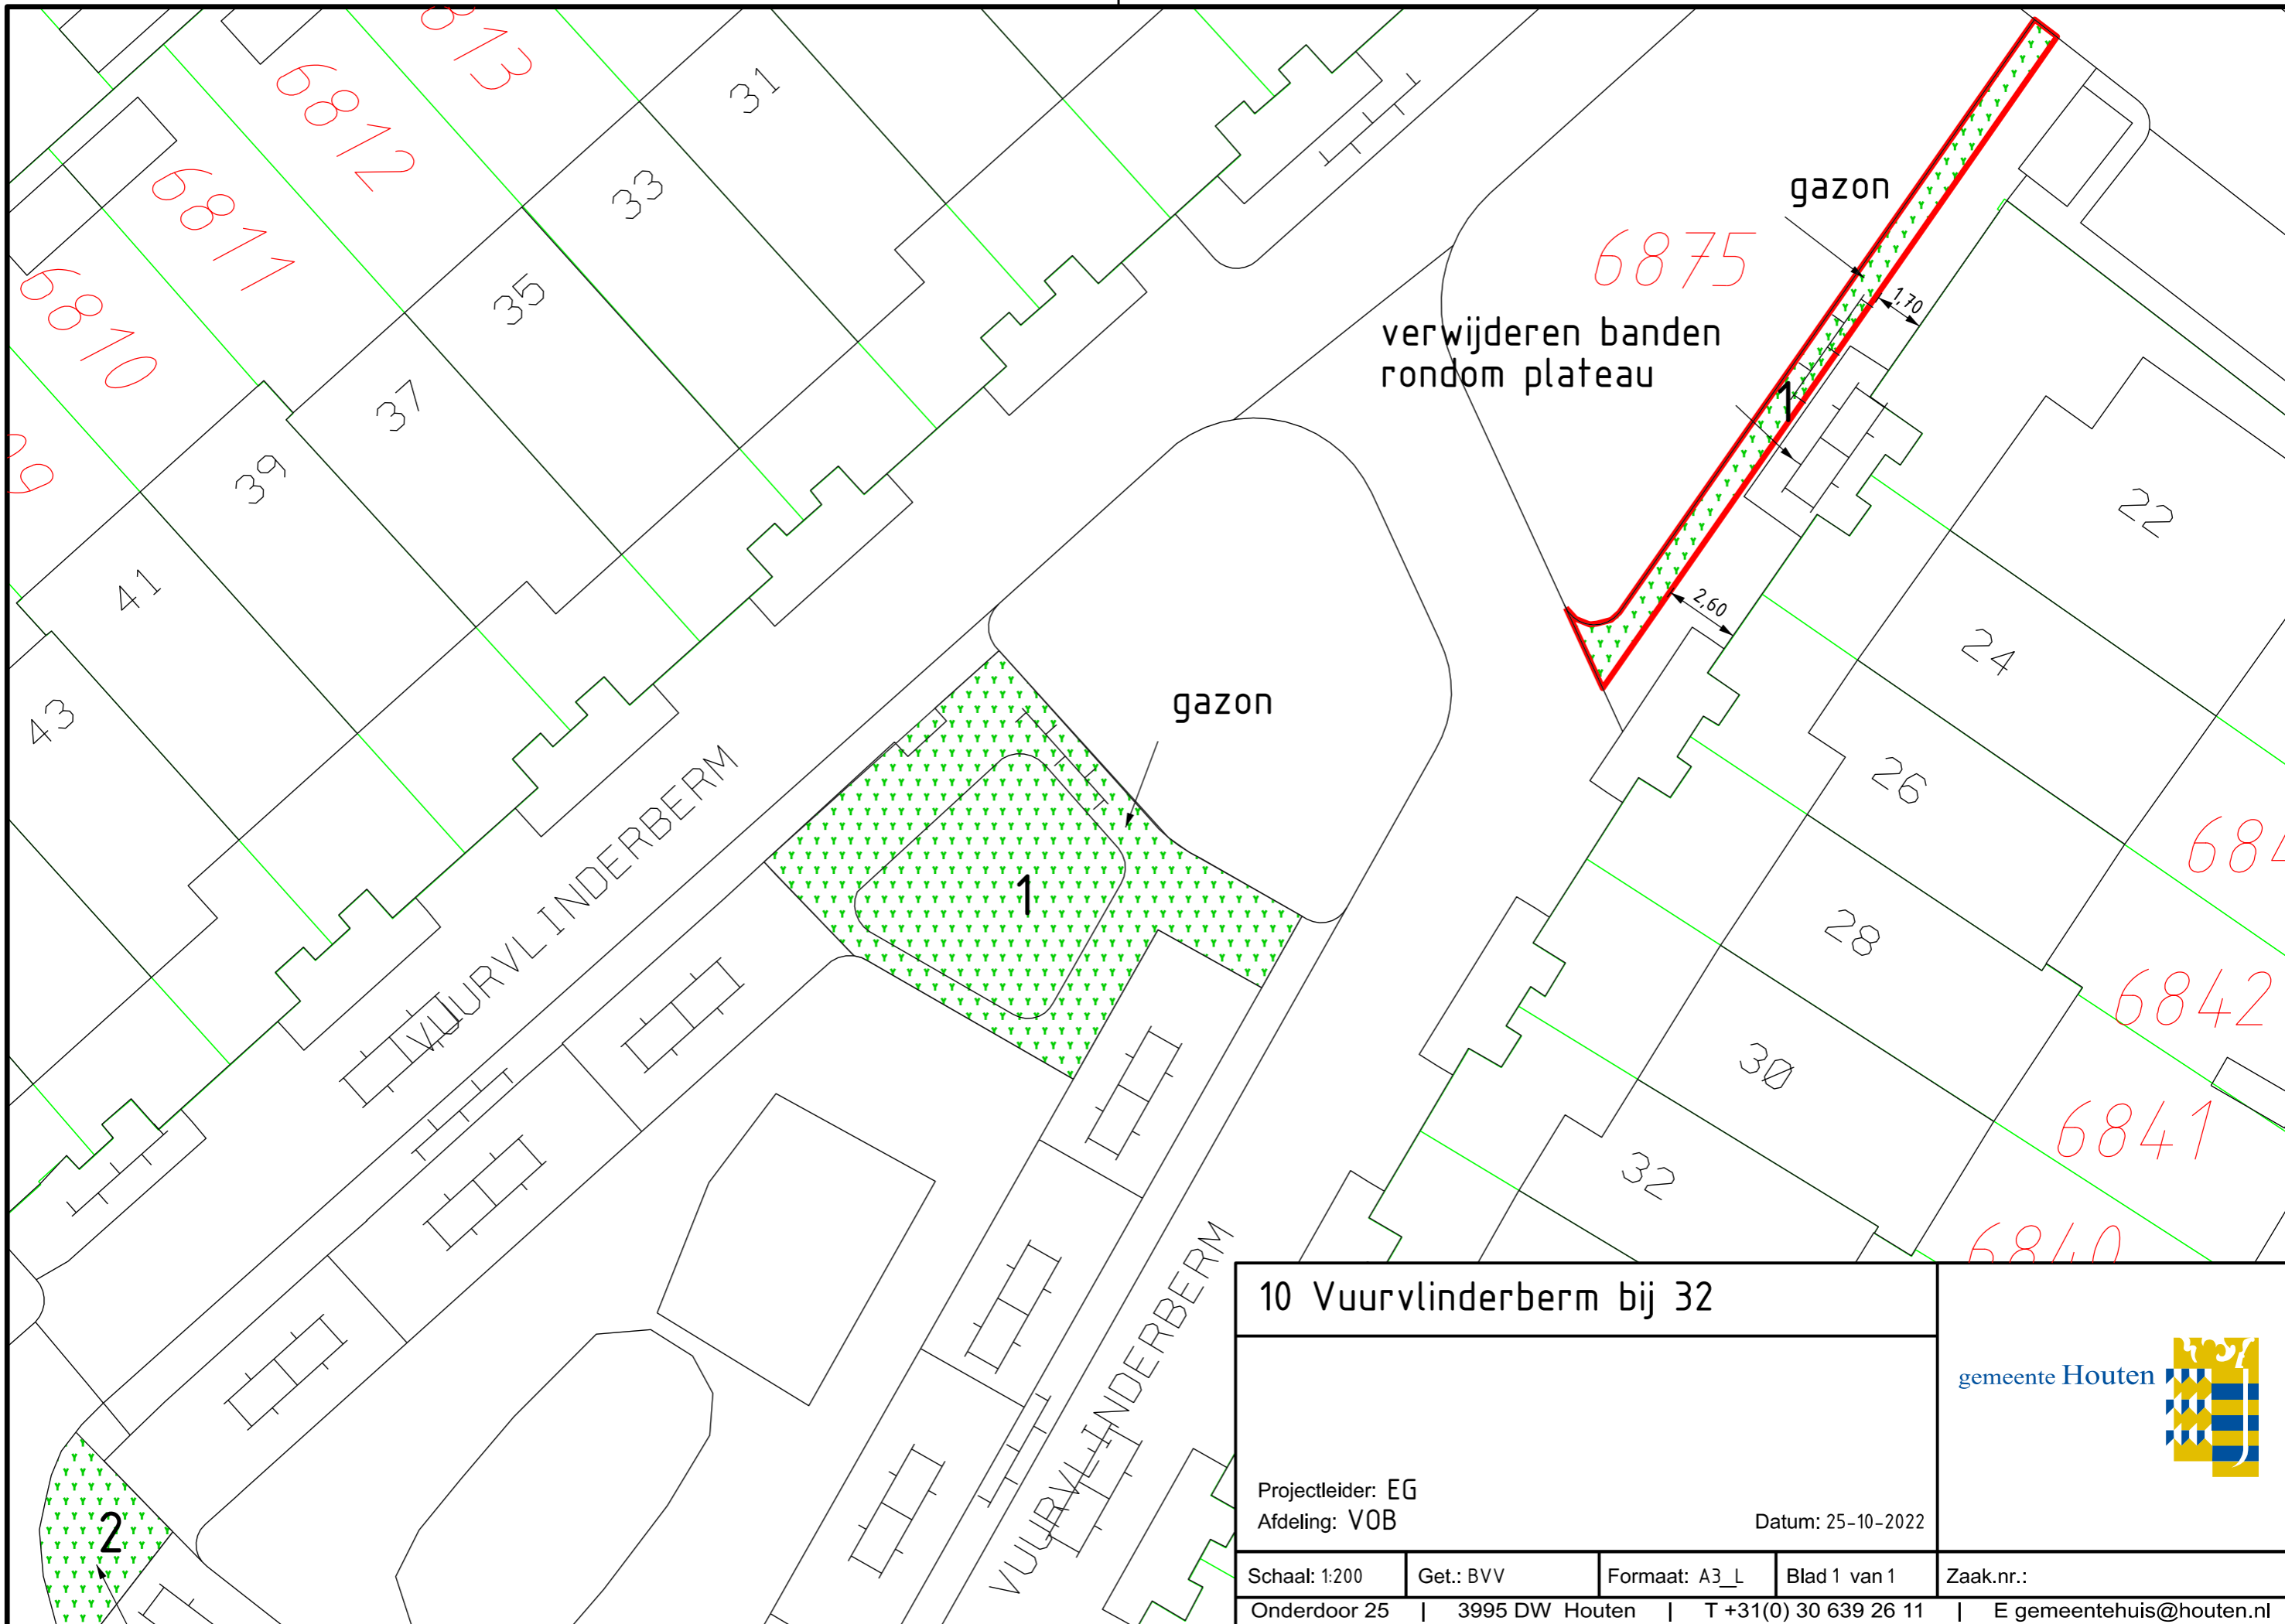 6812
6811
6810
31
33
35
37
39
41
43
gazon
6875
1,70
verwijderen banden
rondom plateau
1
2,60
22
24
26
28
30
32
6842
6841
6840
gazon
1
VUURVLINDERBERM
VUURVLINDERBERM
2
10 Vuurvlinderberm bij 32
gemeente Houten
Projectleider: EG
Afdeling: VOB
Datum: 25-10-2022
Schaal: 1:200
Get.: BVV
Formaat: A3_L
Blad 1 van 1
Zaak.nr.:
Onderdoor 25 | 3995 DW Houten | T +31(0) 30 639 26 11 | E gemeentehuis@houten.nl